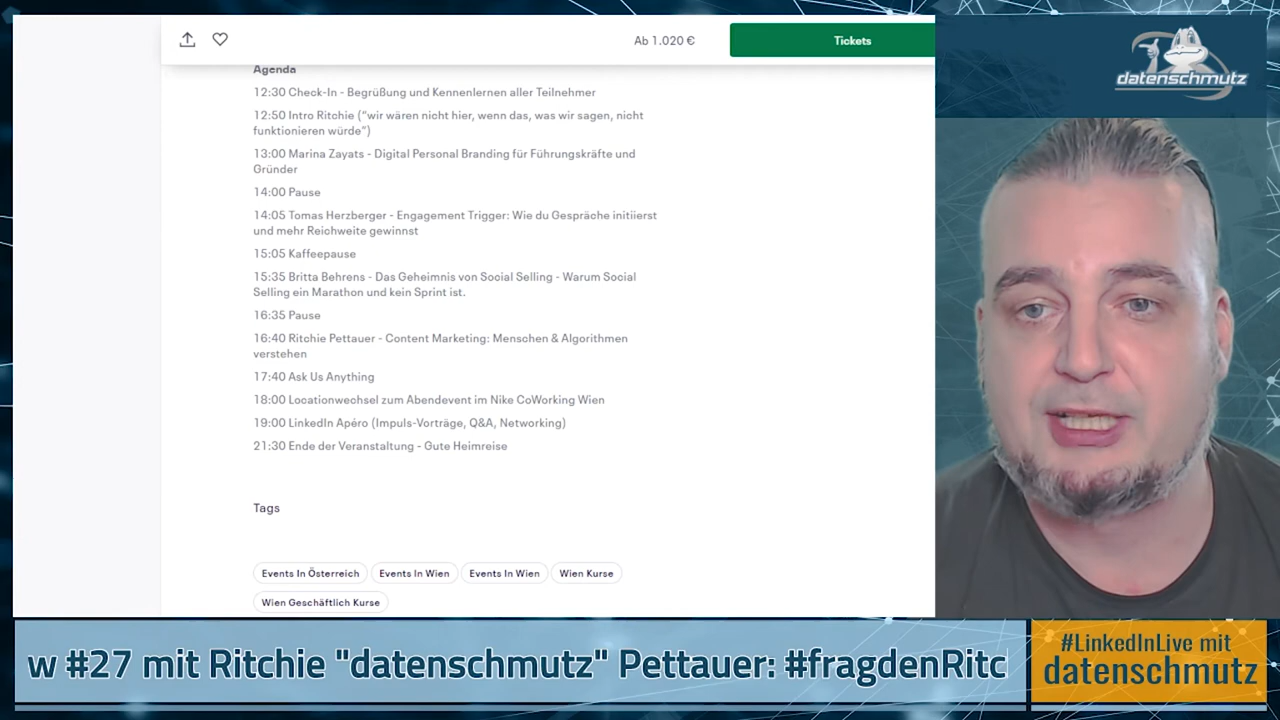 Ab 1.020 €
Tickets
Agenda
12:30 Check-In - Begrüßung und Kennenlernen aller Teilnehmer
12:50 Intro Ritchie ("wir wären nicht hier, wenn das, was wir sagen, nicht
funktionieren würde")
13:00 Marina Zayats - Digital Personal Branding für Führungskräfte und
Gründer
14:00 Pause
14:05 Tomas Herzberger - Engagement Trigger: Wie du Gespräche initiierst
und mehr Reichweite gewinnst
15:05 Kaffeepause
15:35 Britta Behrens - Das Geheimnis von Social Selling - Warum Social
Selling ein Marathon und kein Sprint ist.
16:35 Pause
16:40 Ritchie Pettauer - Content Marketing: Menschen & Algorithmen
verstehen
17:40 Ask Us Anything
18:00 Locationwechsel zum Abendevent im Nike CoWorking Wien
19:00 LinkedIn Apéro (Impuls-Vorträge, Q&A, Networking)
21:30 Ende der Veranstaltung - Gute Heimreise
Tags
Events In Österreich
Events In Wien
Events In Wien
Wien Kurse
Wien Geschäftlich Kurse
datenschmutz
w #27 mit Ritchie "datenschmutz" Pettauer: #fragdenRitc
#LinkedInLive mit
datenschmutz